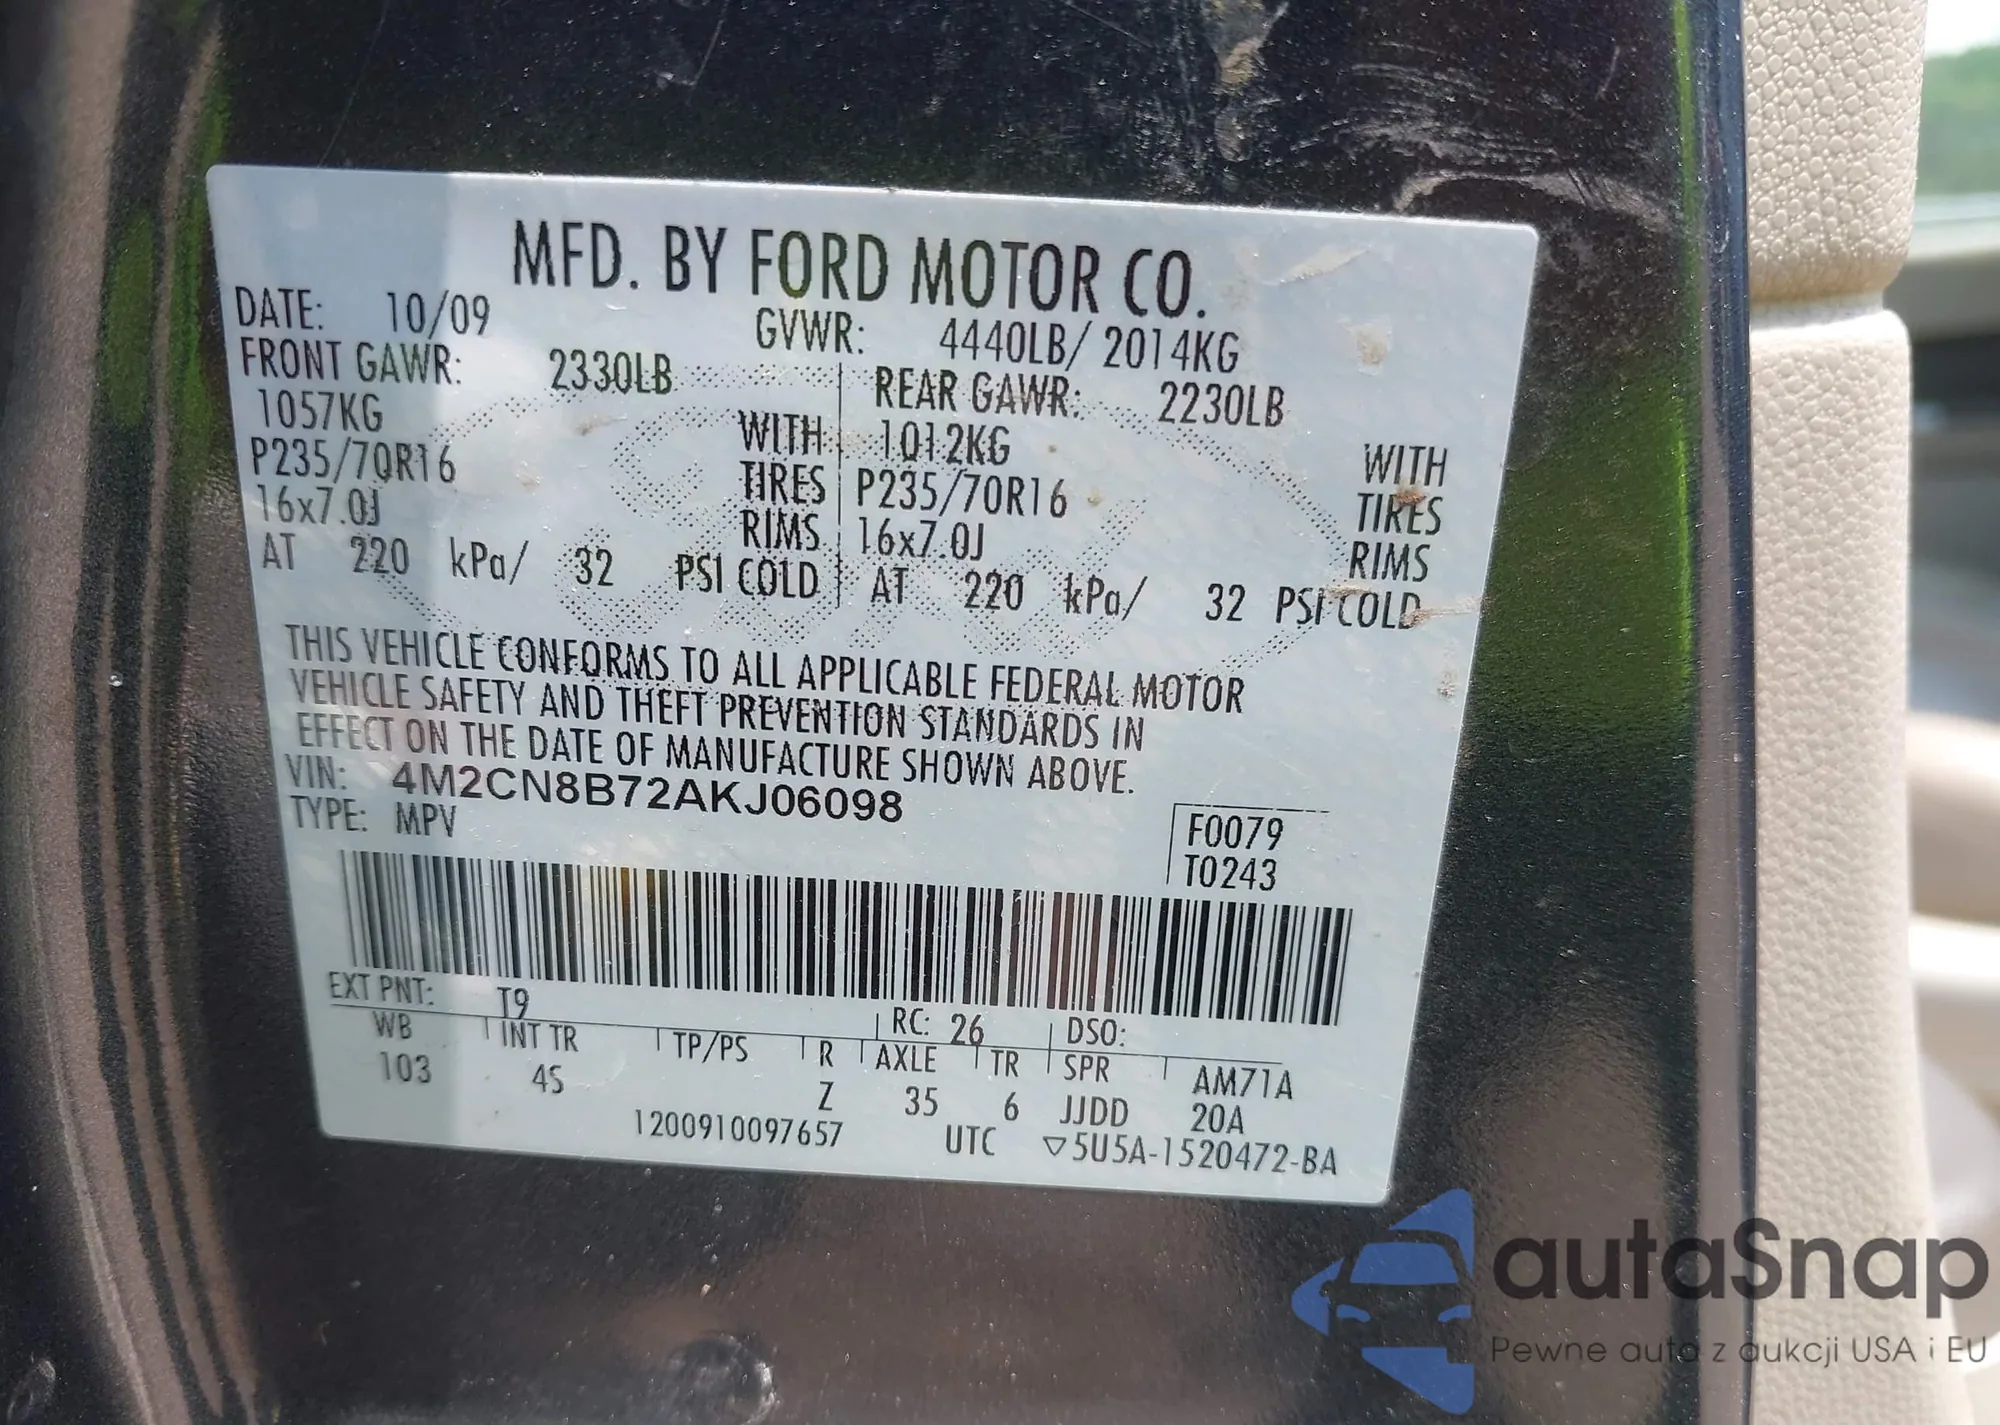 MFD. BY FORD MOTOR CO.
DATE: 10/09 GVWR: 4440LB/ 2014KG
FRONT GAWR: 2330LB REAR GAWR: 2230LB
1057KG WITH 1012KG WITH
P235/70R16 TIRES P235/70R16 TIRES
16x7.0J RIMS 16x7.0J RIMS
AT 220 kPa/ 32 PSI COLD AT 220 kPa/ 32 PSI COLD
THIS VEHICLE CONFORMS TO ALL APPLICABLE FEDERAL MOTOR
VEHICLE SAFETY AND THEFT PREVENTION STANDARDS IN
EFFECT ON THE DATE OF MANUFACTURE SHOWN ABOVE.
VIN: 4M2CN8B72AKJ06098
TYPE: MPV
F0079
T0243
EXT PNT: T9 RC: 26 DSO:
WB INT TR TP/PS R AXLE TR SPR AM71A
103 4S Z 35 6 JJDD 20A
1200910097657 UTC ▽5U5A-1520472-BA
autaSnap
Pewne auta z aukcji USA i EU